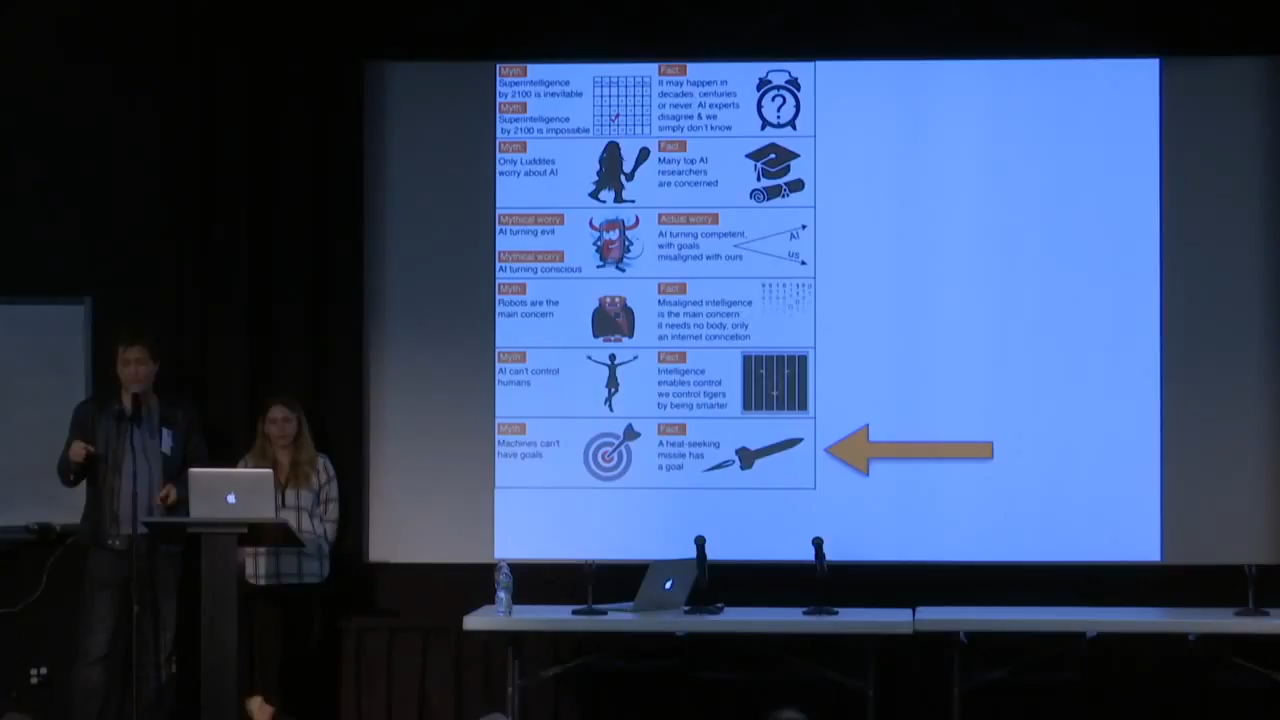 Myth:
Superintelligence
by 2100 is inevitable
Myth:
Superintelligence
by 2100 is impossible
Fact:
It may happen in
decades, centuries
or never: AI experts
disagree & we
simply don't know
?
Myth:
Only Luddites
worry about AI
Fact:
Many top AI
researchers
are concerned
Mythical worry:
AI turning evil
Mythical worry:
AI turning conscious
Actual worry:
AI turning competent,
with goals
misaligned with ours
AI
us
Myth:
Robots are the
main concern
Fact:
Misaligned intelligence
is the main concern:
it needs no body, only
an internet conncetion
Myth:
AI can't control
humans
Fact:
Intelligence
enables control:
we control tigers
by being smarter
Myth:
Machines can't
have goals
Fact:
A heat-seeking
missile has
a goal